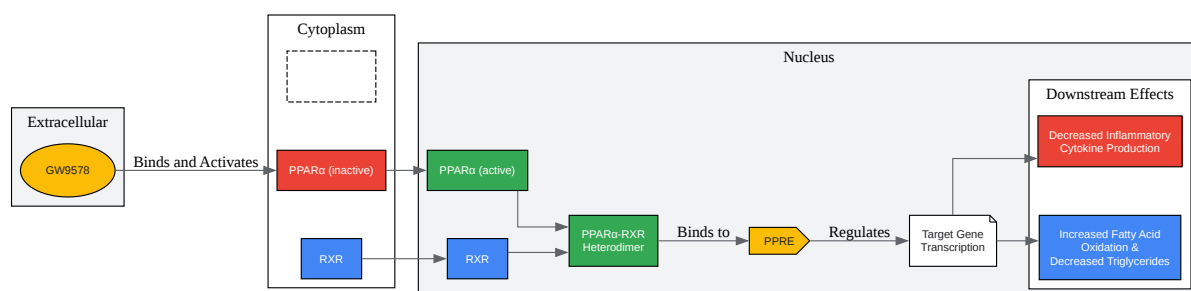 Extracellular
GW9578
Binds and Activates
Cytoplasm
PPARα (inactive)
RXR
Nucleus
PPARα (active)
RXR
PPARα-RXR
Heterodimer
Binds to
PPRE
Regulates
Target Gene
Transcription
Downstream Effects
Decreased Inflammatory
Cytokine Production
Increased Fatty Acid
Oxidation &
Decreased Triglycerides